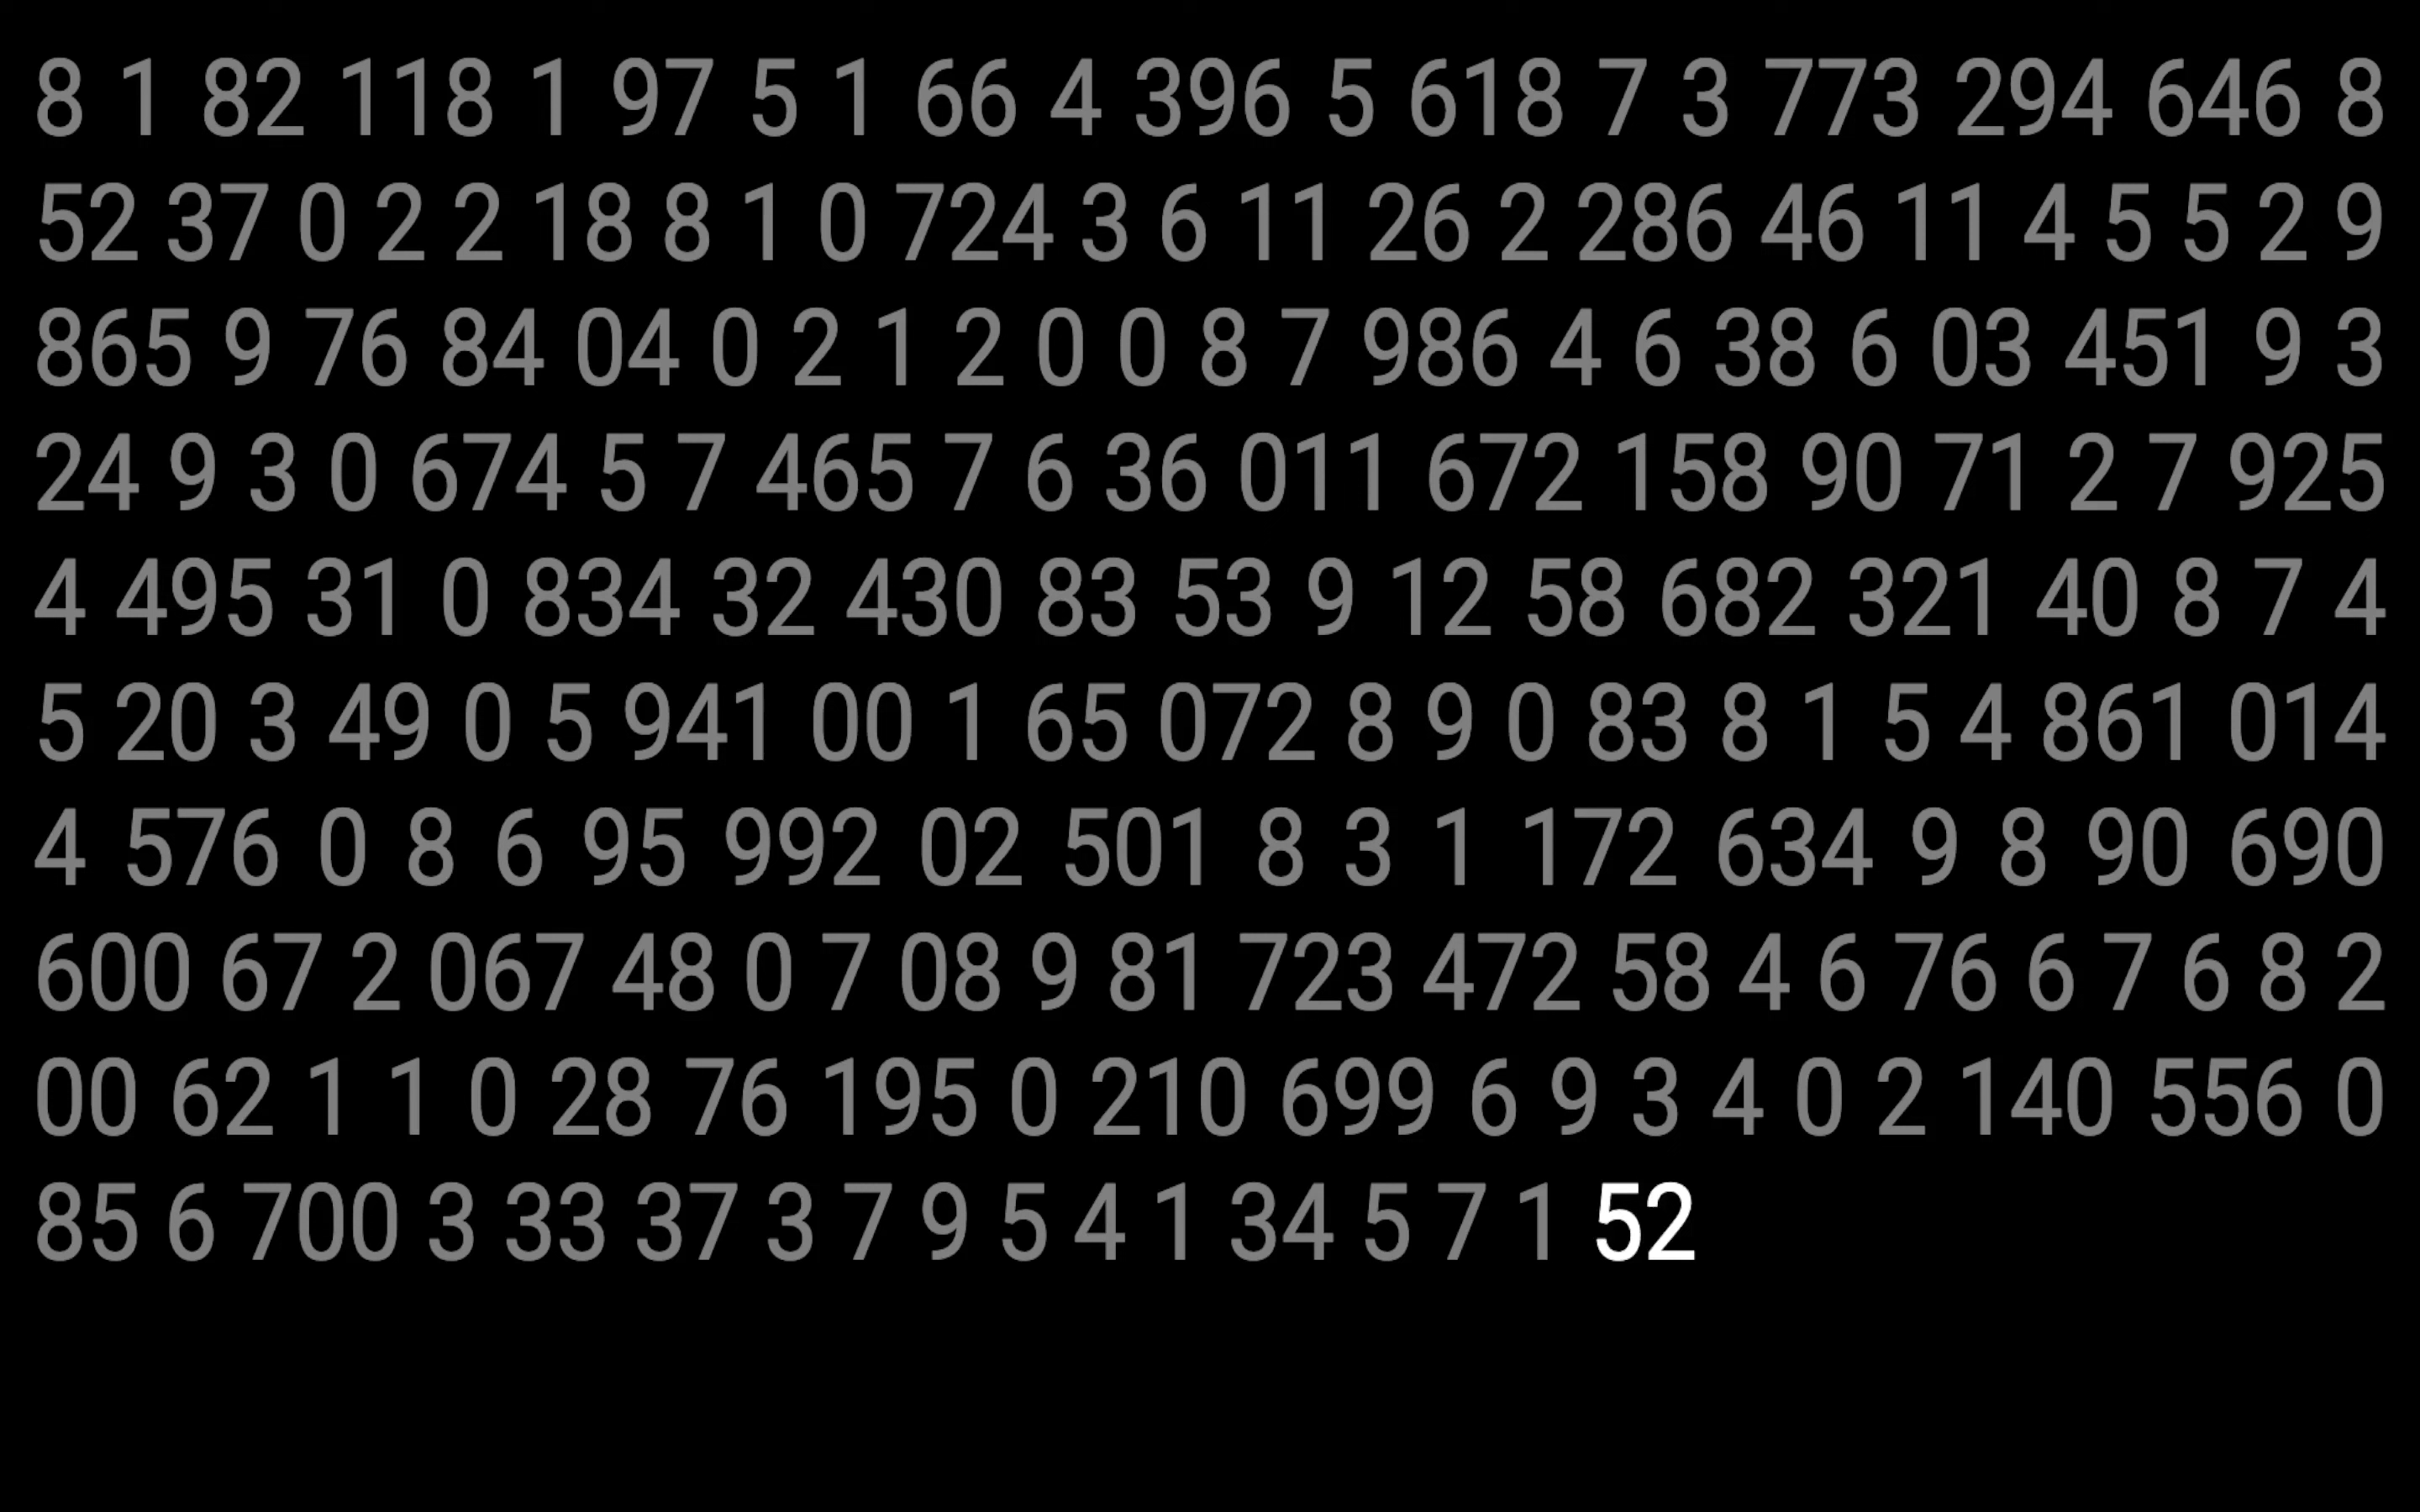 8 1 82 118 1 97 5 1 66 4 396 5 618 7 3 773 294 646 8
52 37 0 2 2 18 8 1 0 724 3 6 11 26 2 286 46 11 4 5 5 2 9
865 9 76 84 04 0 2 1 2 0 0 8 7 986 4 6 38 6 03 451 9 3
24 9 3 0 674 5 7 465 7 6 36 011 672 158 90 71 2 7 925
4 495 31 0 834 32 430 83 53 9 12 58 682 321 40 8 7 4
5 20 3 49 0 5 941 00 1 65 072 8 9 0 83 8 1 5 4 861 014
4 576 0 8 6 95 992 02 501 8 3 1 172 634 9 8 90 690
600 67 2 067 48 0 7 08 9 81 723 472 58 4 6 76 6 7 6 8 2
00 62 1 1 0 28 76 195 0 210 699 6 9 3 4 0 2 140 556 0
85 6 700 3 33 37 3 7 9 5 4 1 34 5 7 1 52